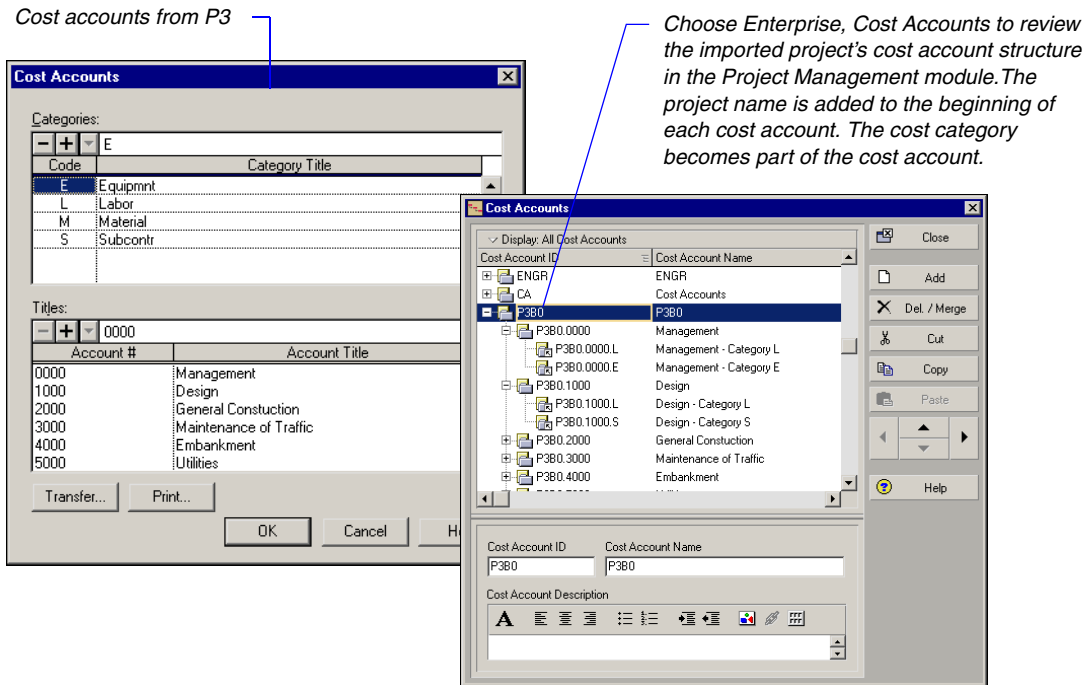 Cost accounts from P3
Choose Enterprise, Cost Accounts to review
the imported project's cost account structure
in the Project Management module.The
project name is added to the beginning of
each cost account. The cost category
becomes part of the cost account.
Cost Accounts
Categories:
E
Code Category Title
E Equipmnt
L Labor
M Material
S Subcontr
Titles:
0000
Account # Account Title
0000 Management
1000 Design
2000 General Constuction
3000 Maintenance of Traffic
4000 Embankment
5000 Utilities
Transfer... Print...
OK Cancel
Cost Accounts
Display: All Cost Accounts
Cost Account ID Cost Account Name
ENGR ENGR
CA Cost Accounts
P3B0 P3B0
P3B0.0000 Management
P3B0.0000.L Management - Category L
P3B0.0000.E Management - Category E
P3B0.1000 Design
P3B0.1000.L Design - Category L
P3B0.1000.S Design - Category S
P3B0.2000 General Constuction
P3B0.3000 Maintenance of Traffic
P3B0.4000 Embankment
Close
Add
Del. / Merge
Cut
Copy
Paste
Help
Cost Account ID Cost Account Name
P3B0 P3B0
Cost Account Description
A